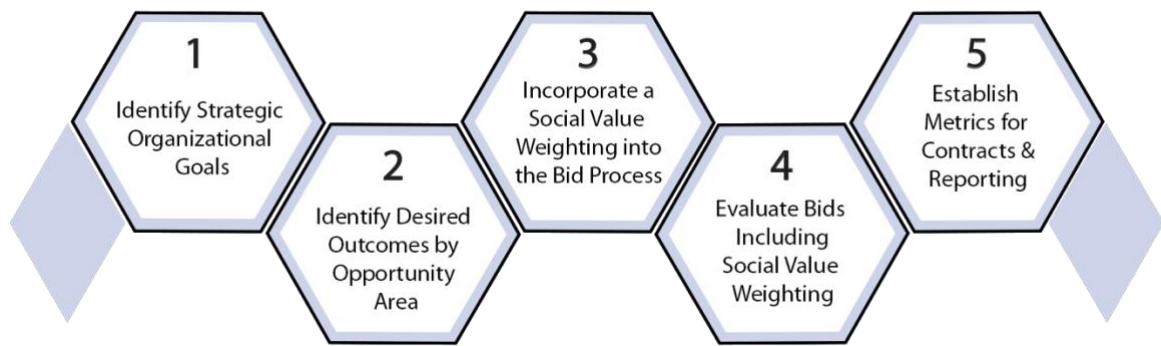 1
Identify Strategic
Organizational
Goals
2
Identify Desired
Outcomes by
Opportunity
Area
3
Incorporate a
Social Value
Weighting into
the Bid Process
4
Evaluate Bids
Including
Social Value
Weighting
5
Establish
Metrics for
Contracts &
Reporting